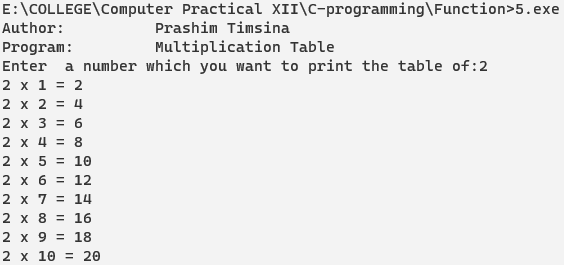 E:\COLLEGE\Computer Practical XII\C-programming\Function>5.exe
Author:         Prashim Timsina
Program:        Multiplication Table
Enter  a number which you want to print the table of:2
2 x 1 = 2
2 x 2 = 4
2 x 3 = 6
2 x 4 = 8
2 x 5 = 10
2 x 6 = 12
2 x 7 = 14
2 x 8 = 16
2 x 9 = 18
2 x 10 = 20